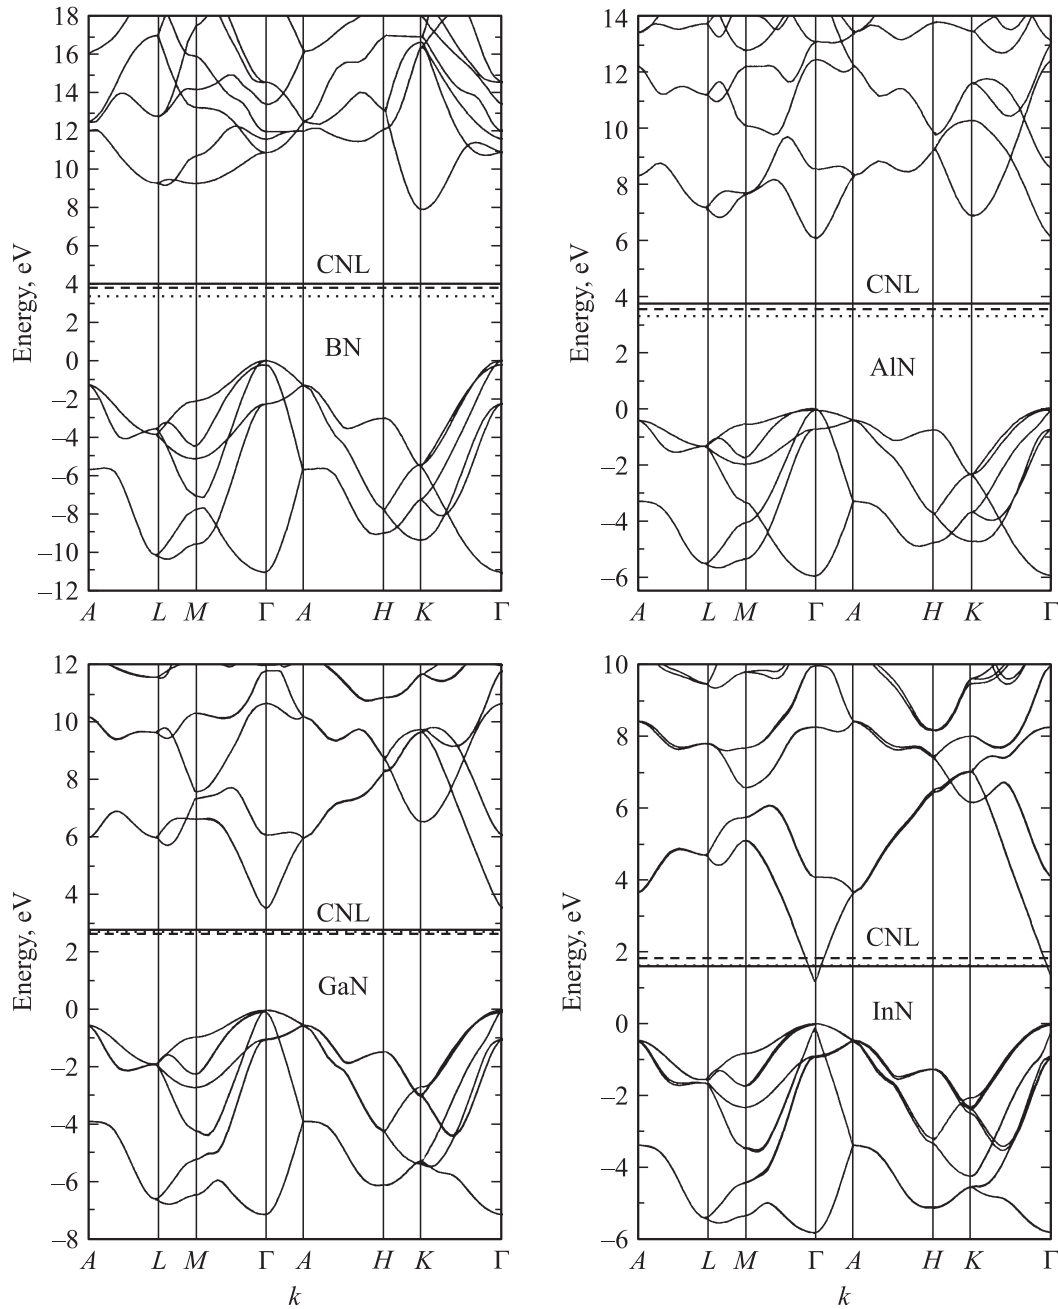 18
16
14
12
10
8
6
4
2
0
–2
–4
–6
–8
–10
–12
Energy, eV
CNL
BN
A L M Γ A H K Γ
14
12
10
8
6
4
2
0
–2
–4
–6
Energy, eV
CNL
AlN
A L M Γ A H K Γ
12
10
8
6
4
2
0
–2
–4
–6
–8
Energy, eV
CNL
GaN
A L M Γ A H K Γ
k
10
8
6
4
2
0
–2
–4
–6
Energy, eV
CNL
InN
A L M Γ A H K Γ
k